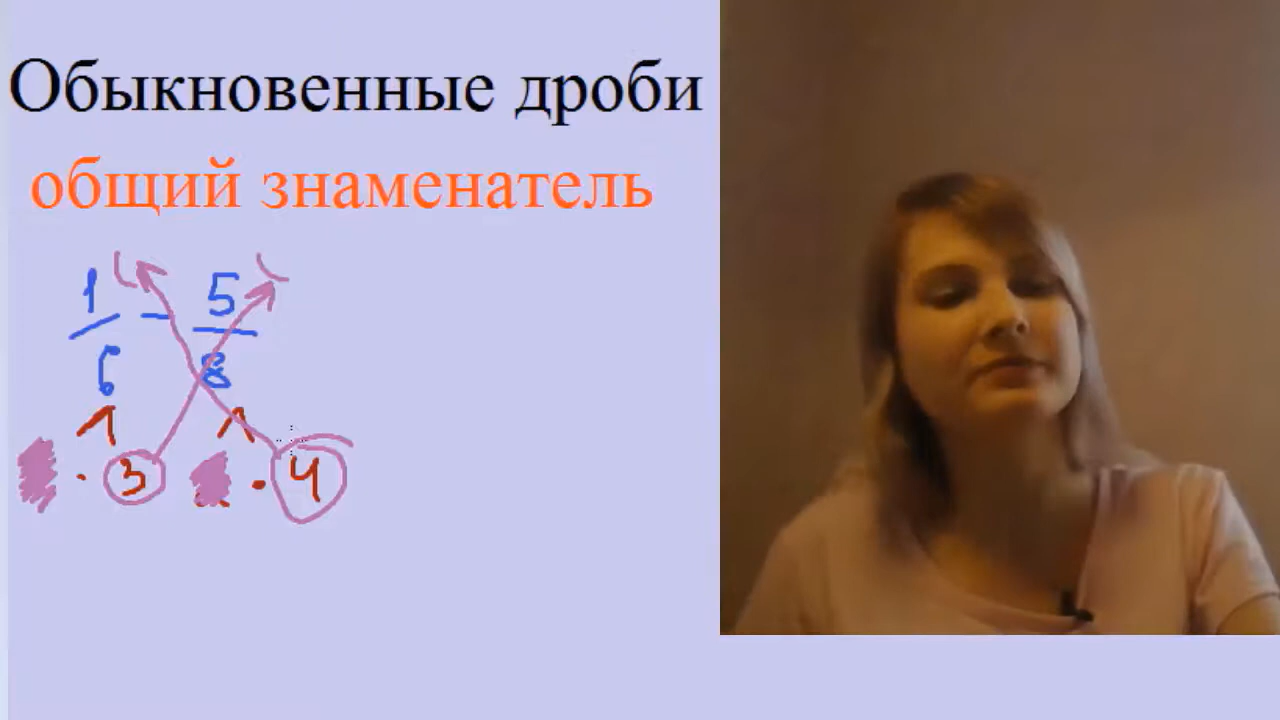 Обыкновенные дроби
общий знаменатель
1 – 5
6 8
· 3 · 4